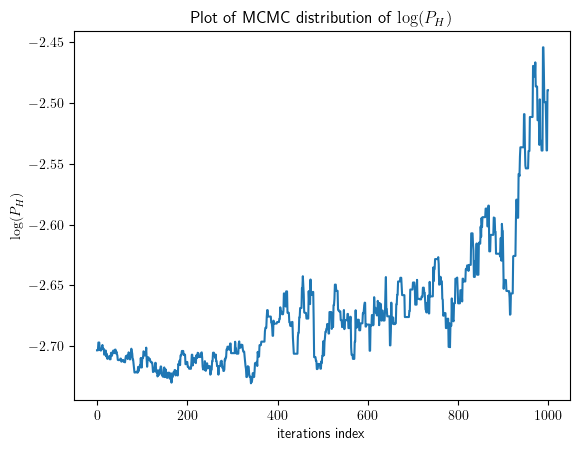 Plot of MCMC distribution of log(P_H)
−2.45
−2.50
−2.55
−2.60
−2.65
−2.70
log(P_H)
0 200 400 600 800 1000
iterations index